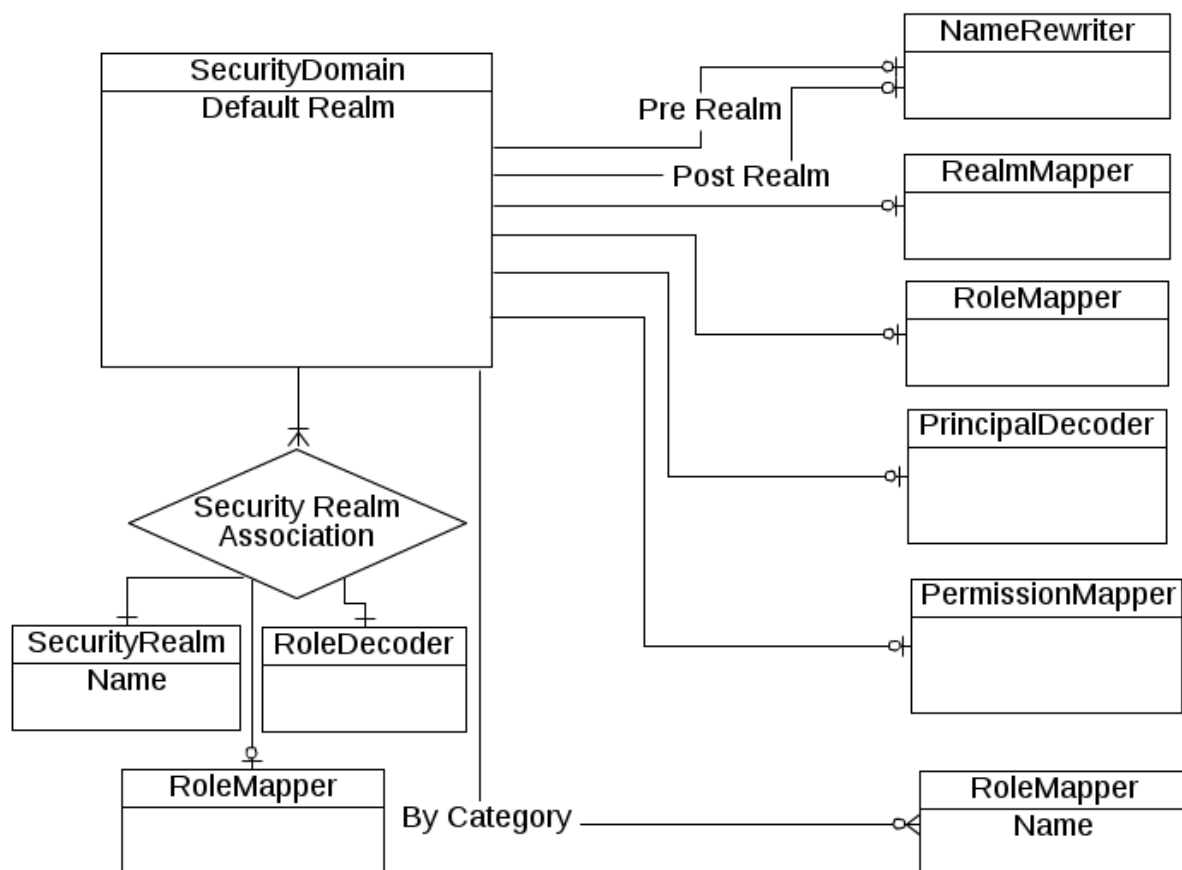 NameRewriter
SecurityDomain
Default Realm
Pre Realm
Post Realm
RealmMapper
RoleMapper
PrincipalDecoder
Security Realm
Association
PermissionMapper
SecurityRealm
Name
RoleDecoder
RoleMapper
By Category
RoleMapper
Name